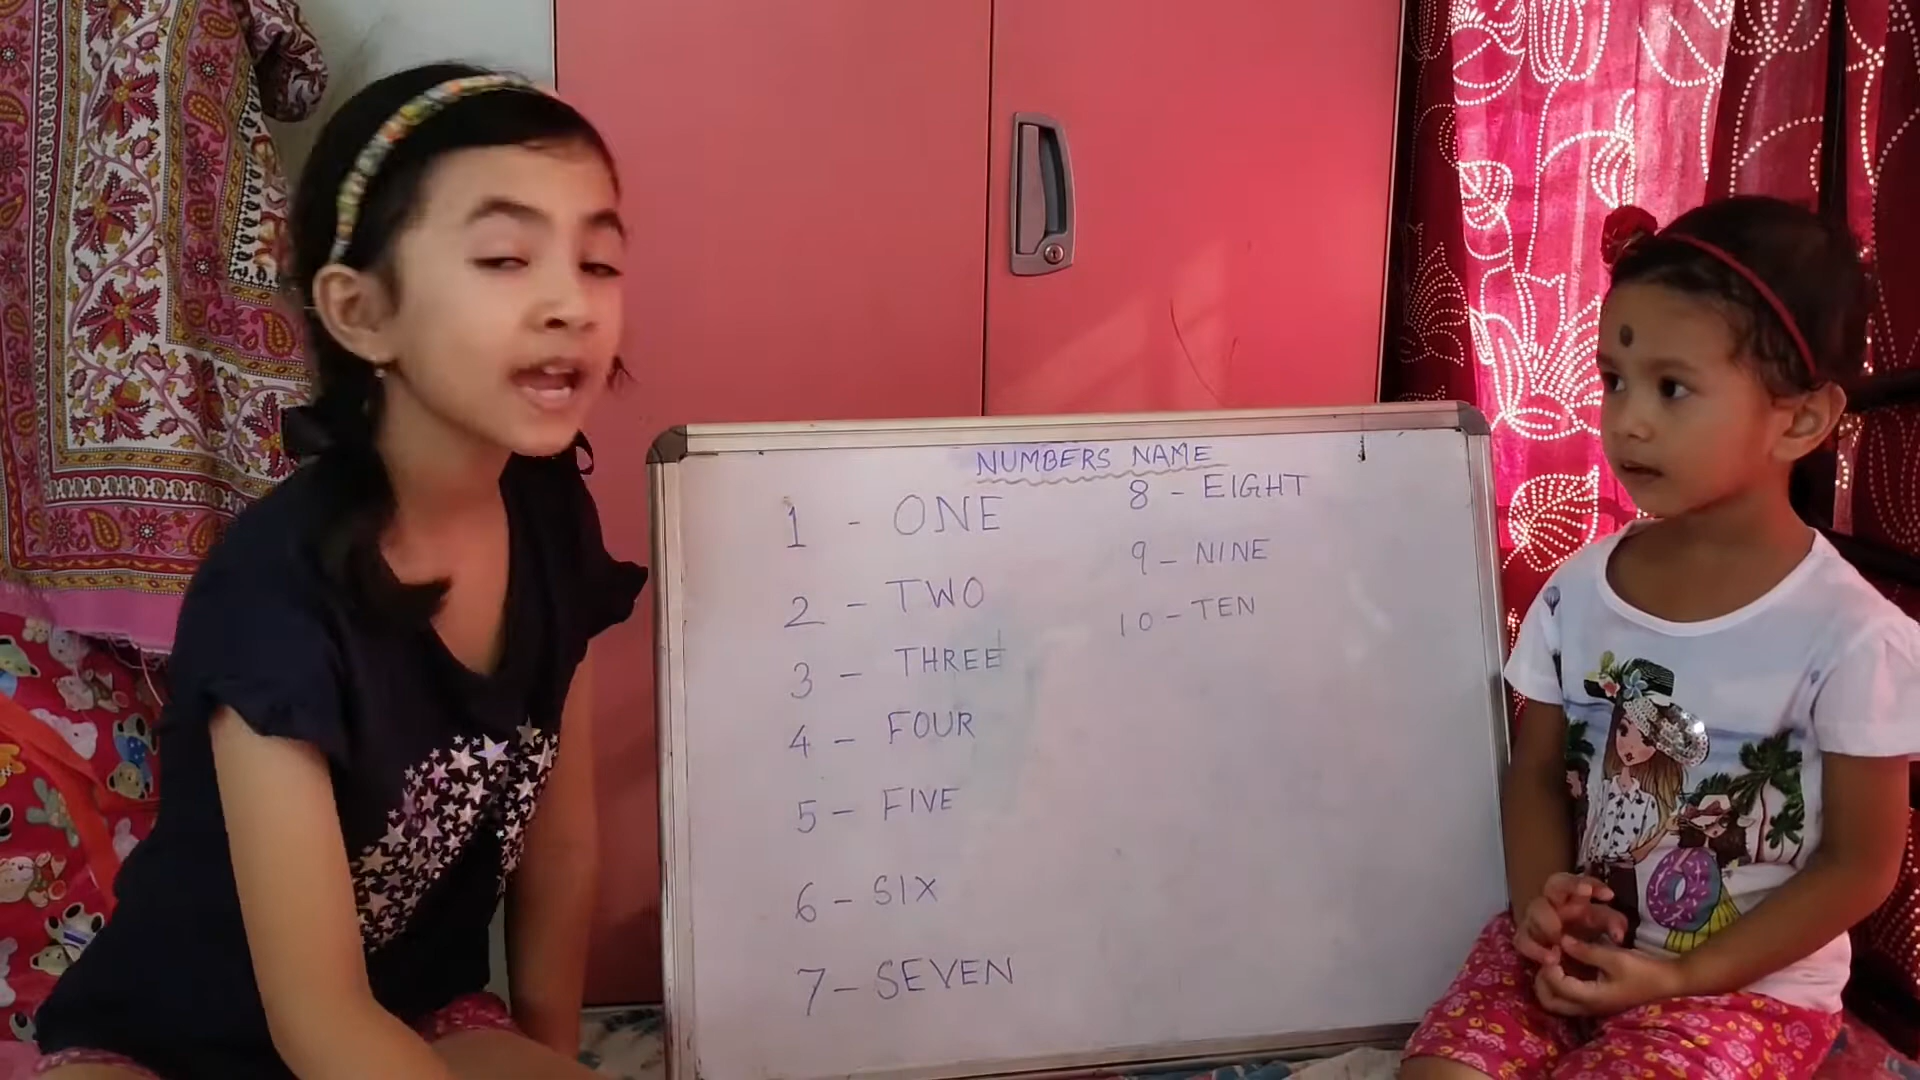 NUMBERS NAME
1 - ONE
2 - TWO
3 - THREE
4 - FOUR
5 - FIVE
6 - SIX
7 - SEVEN
8 - EIGHT
9 - NINE
10 - TEN